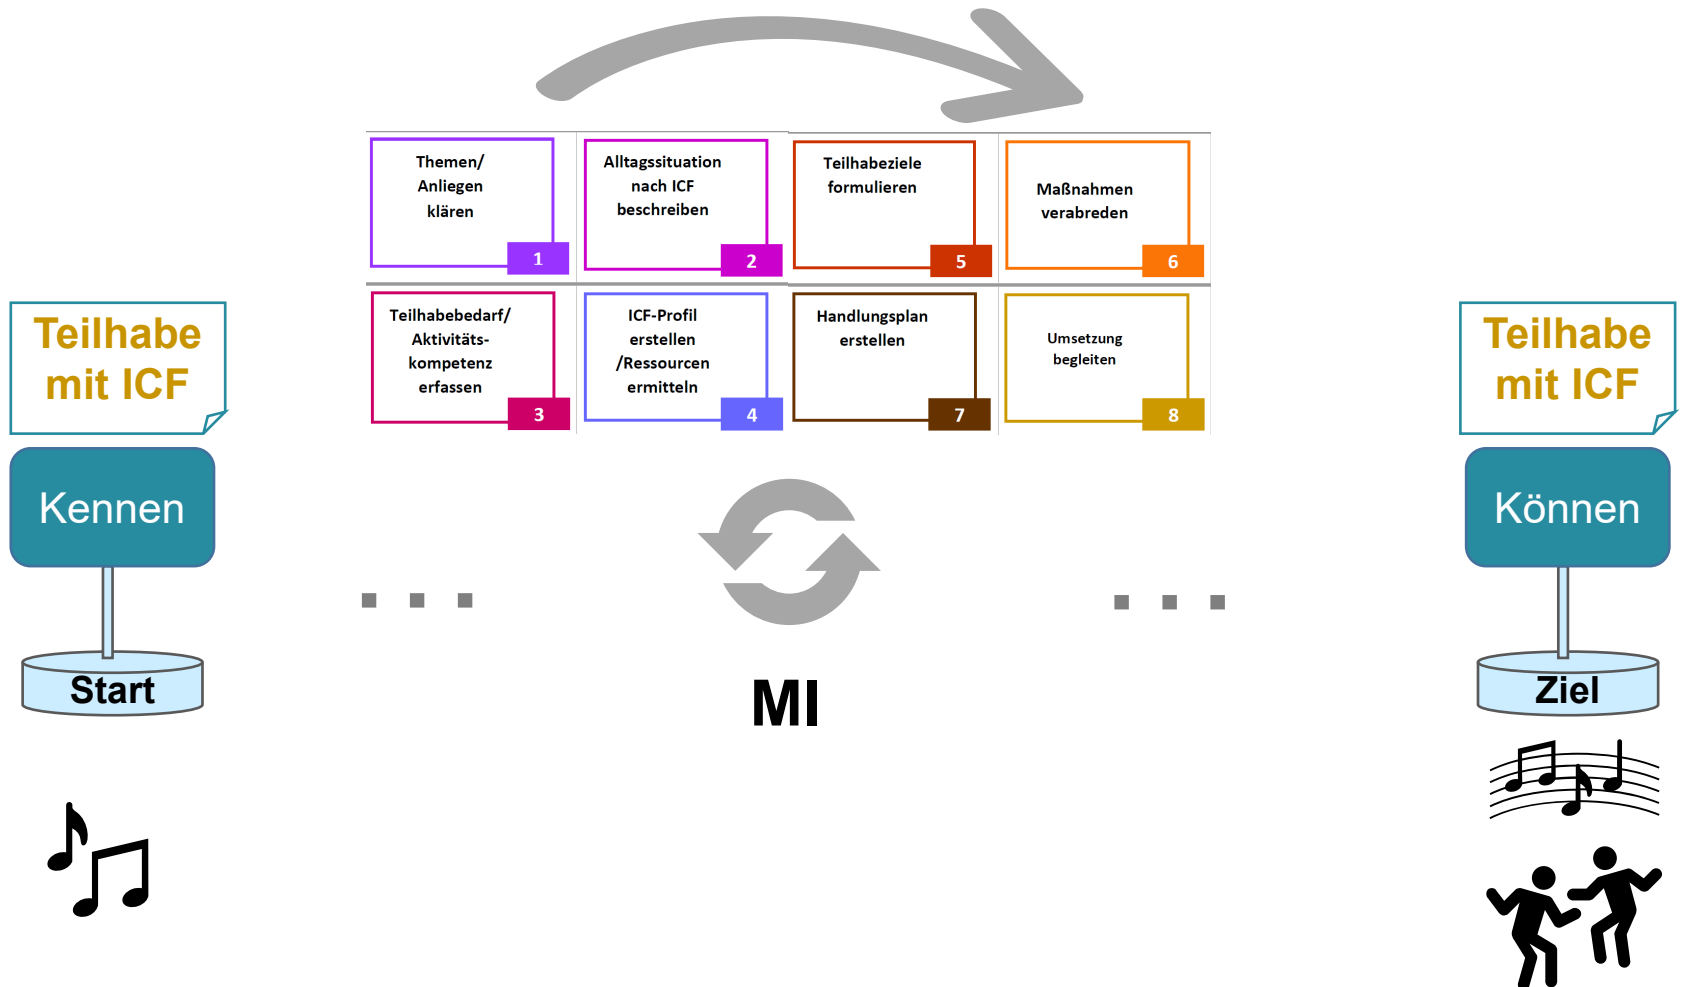 Themen/
Anliegen
klären
1
Alltagssituation
nach ICF
beschreiben
2
Teilhabeziele
formulieren
5
Maßnahmen
verabreden
6
Teilhabebedarf/
Aktivitäts-
kompetenz
erfassen
3
ICF-Profil
erstellen
/Ressourcen
ermitteln
4
Handlungsplan
erstellen
7
Umsetzung
begleiten
8
Teilhabe
mit ICF
Kennen
Start
MI
Teilhabe
mit ICF
Können
Ziel